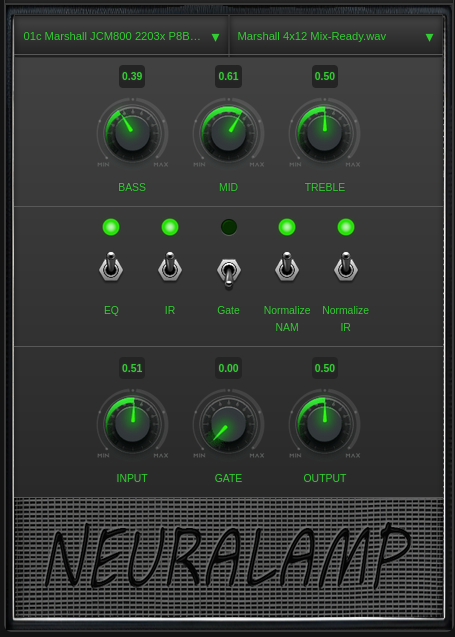 01c Marshall JCM800 2203x P8B... Marshall 4x12 Mix-Ready.wav
0.39 0.61 0.50
MIN MAX MIN MAX MIN MAX
BASS MID TREBLE
EQ IR Gate Normalize NAM Normalize IR
0.51 0.00 0.50
MIN MAX MIN MAX MIN MAX
INPUT GATE OUTPUT
NEURALAMP